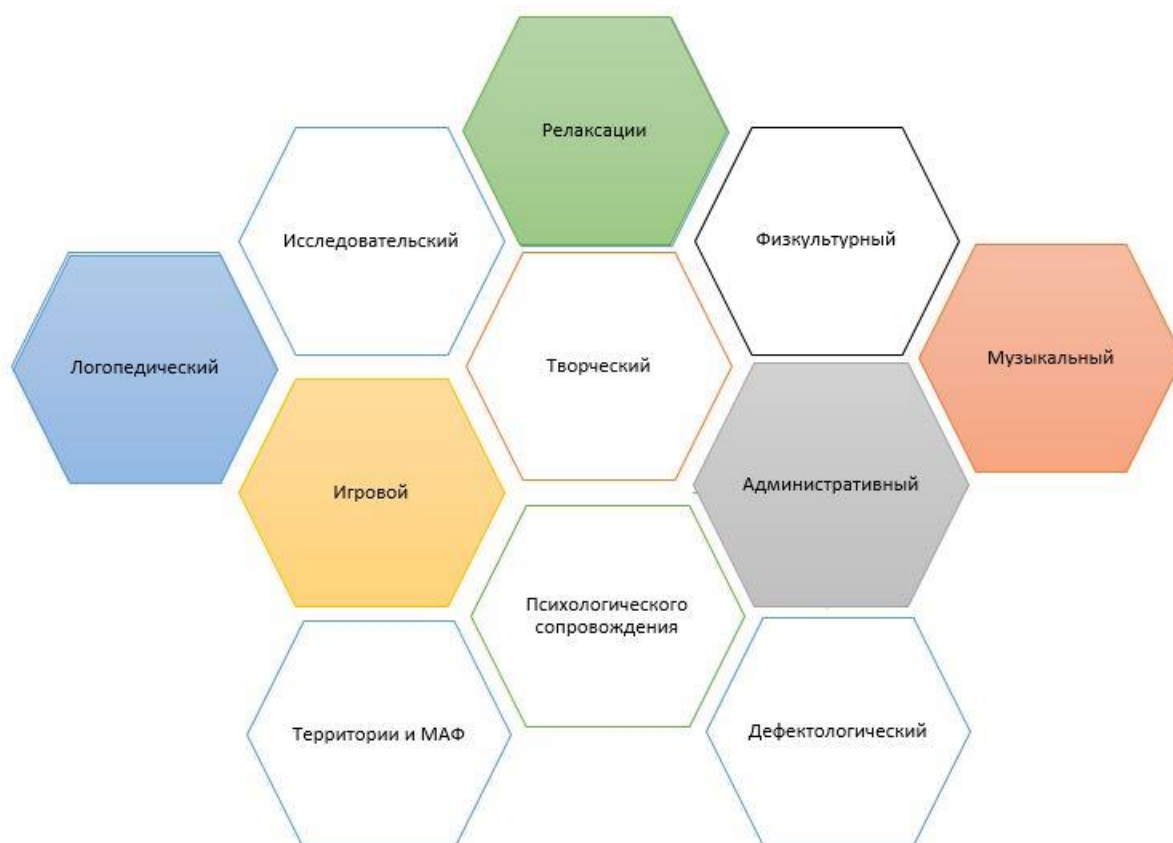 Релаксации
Исследовательский
Физкультурный
Логопедический
Творческий
Музыкальный
Игровой
Административный
Психологического
сопровождения
Территории и МАФ
Дефектологический